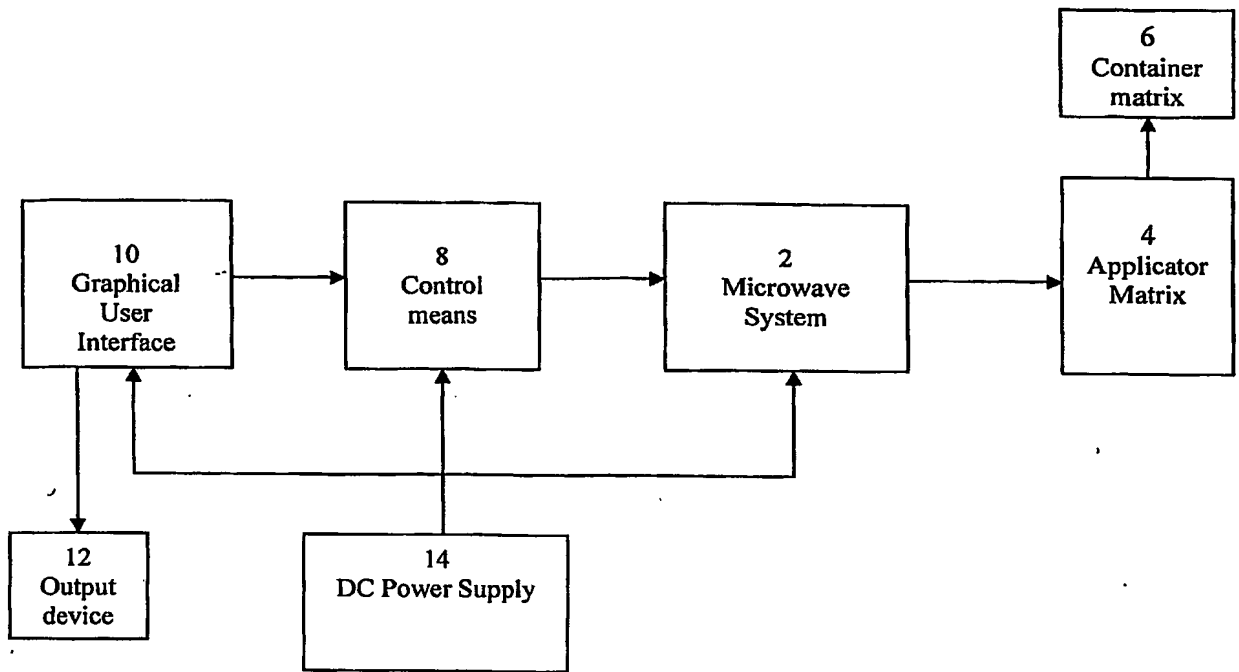 6
Container
matrix
10
Graphical
User
Interface
8
Control
means
2
Microwave
System
4
Applicator
Matrix
12
Output
device
14
DC Power Supply